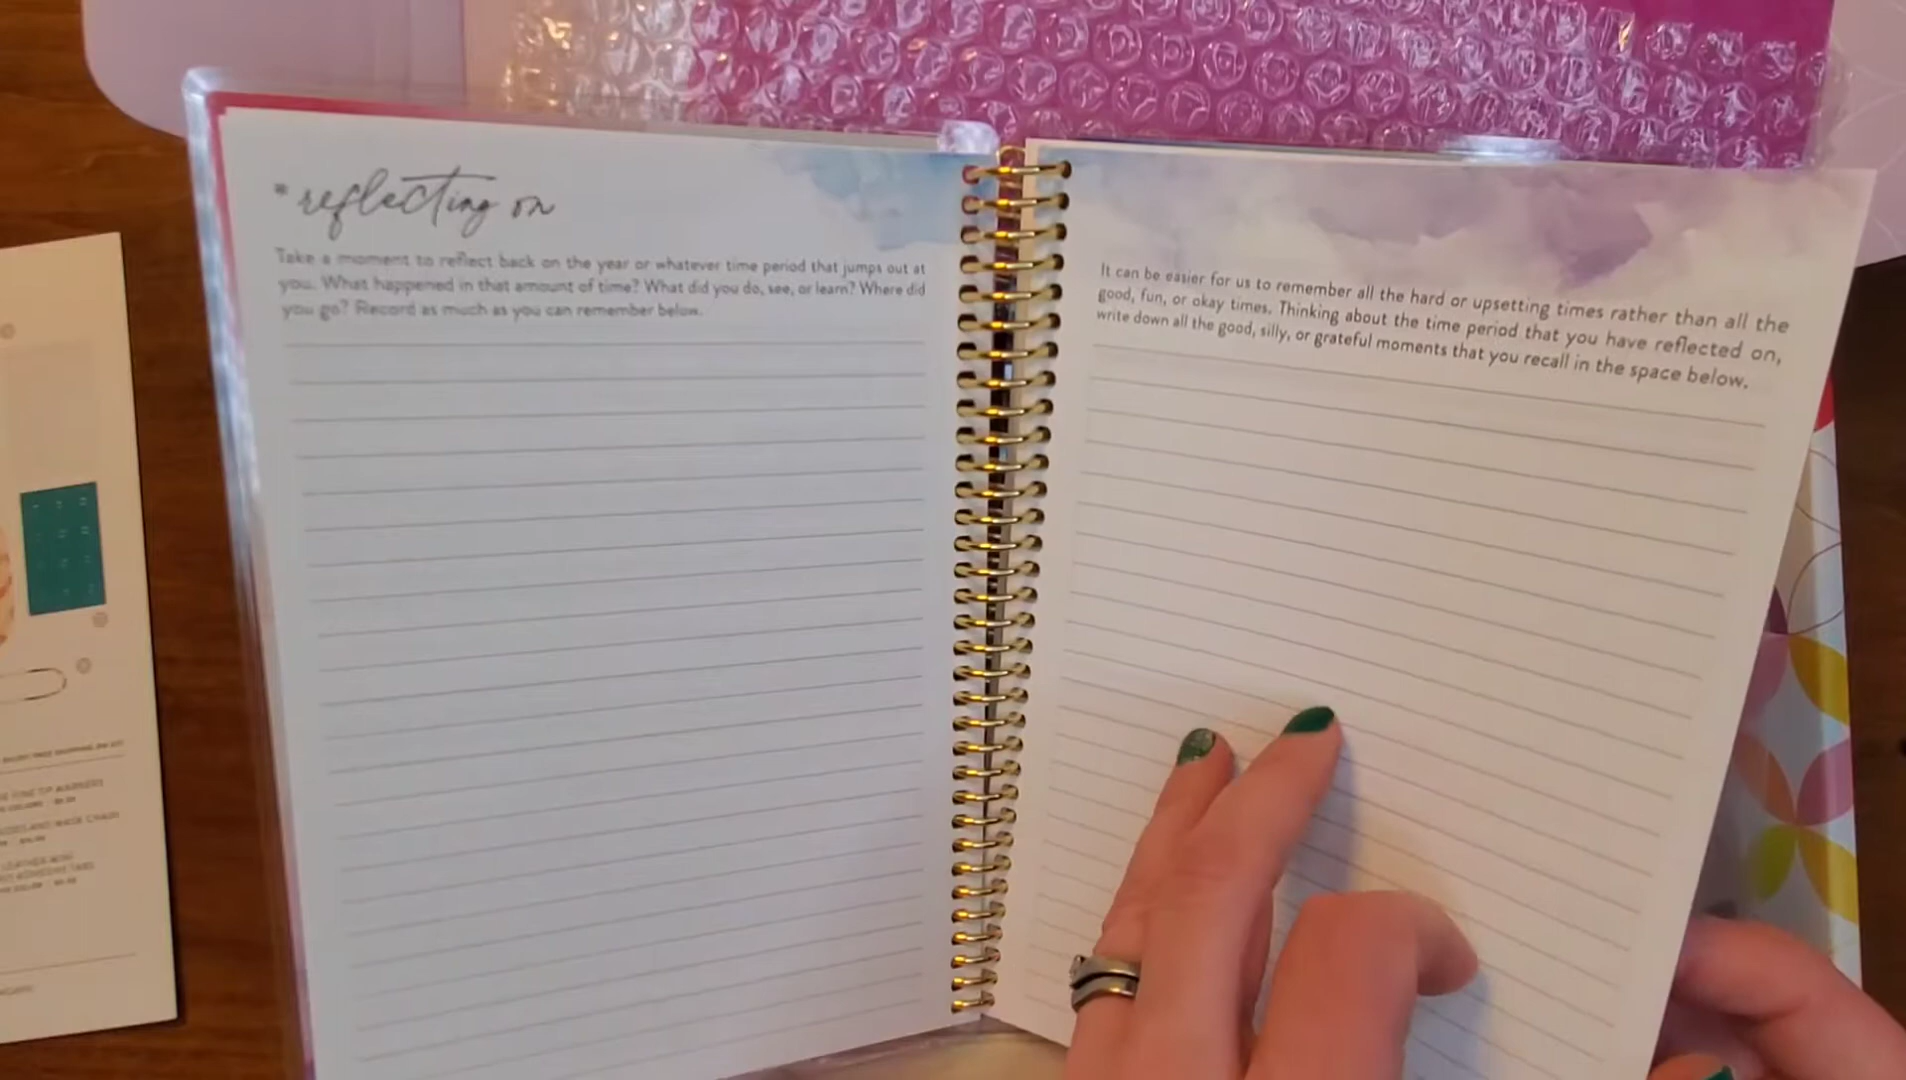 * reflecting on
Take a moment to reflect back on the year or whatever time period that jumps out at
you. What happened in that amount of time? What did you do, see, or learn? Where did
you go? Record as much as you can remember below.
It can be easier for us to remember all the hard or upsetting times rather than all the
good, fun, or okay times. Thinking about the time period that you have reflected on,
write down all the good, silly, or grateful moments that you recall in the space below.